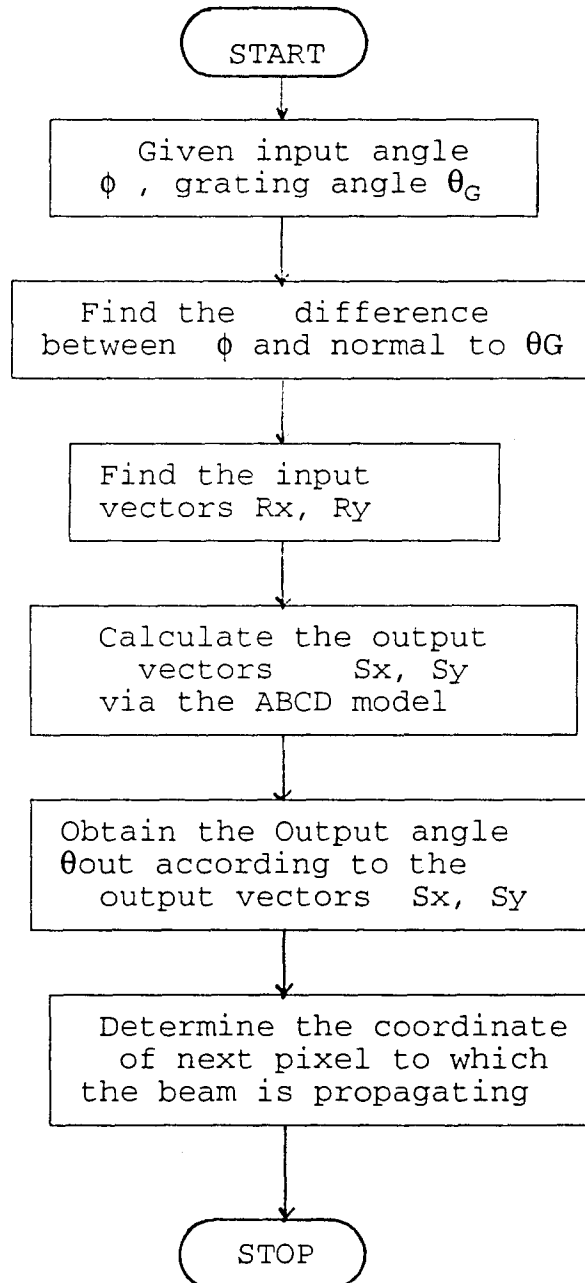 START
Given input angle
ϕ , grating angle θG
Find the difference
between ϕ and normal to θG
Find the input
vectors Rx, Ry
Calculate the output
vectors Sx, Sy
via the ABCD model
Obtain the Output angle
θout according to the
output vectors Sx, Sy
Determine the coordinate
of next pixel to which
the beam is propagating
STOP